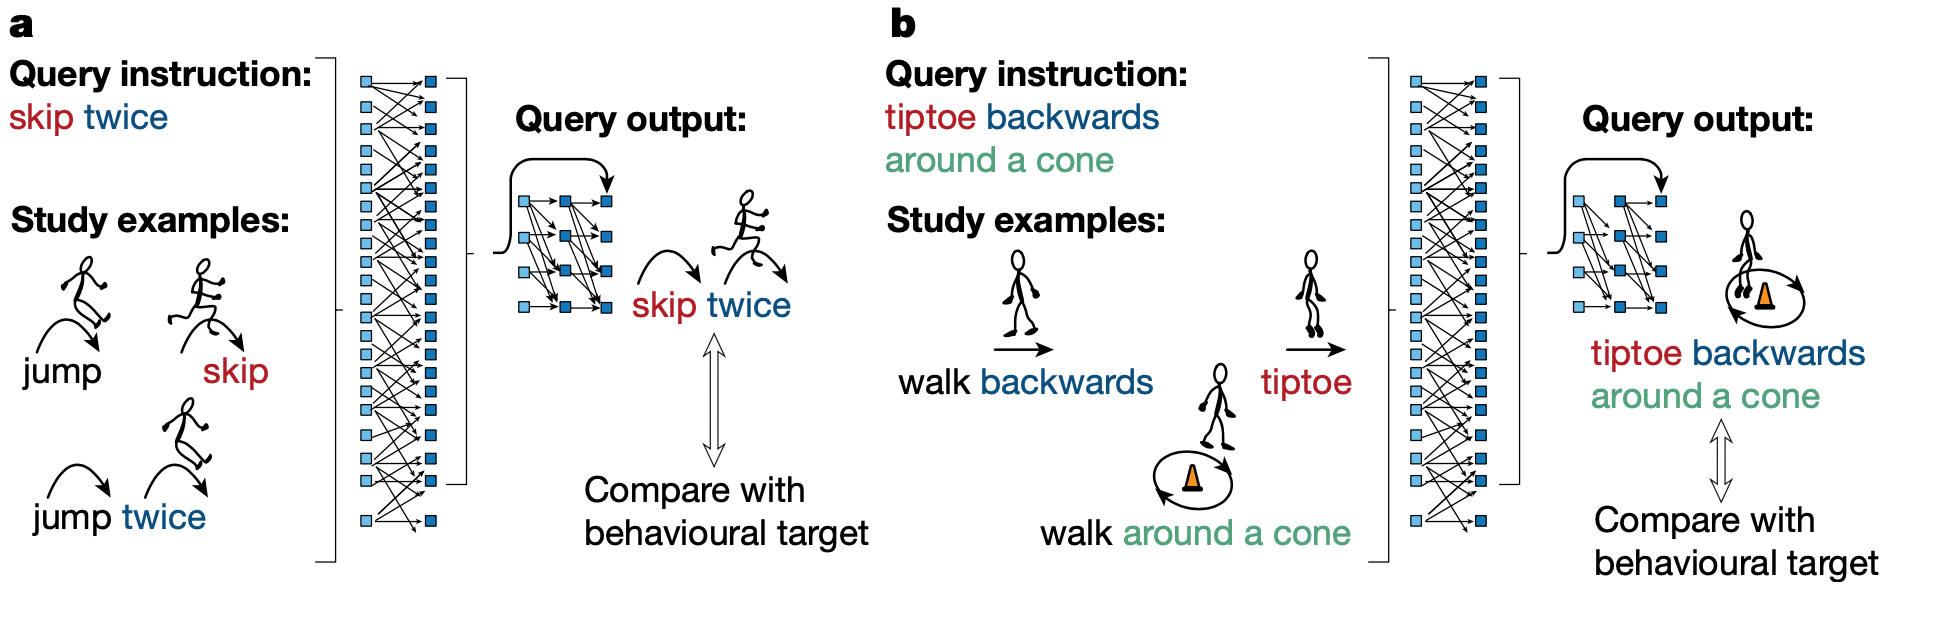 a
Query instruction:
skip twice
Study examples:
jump
skip
jump twice
Query output:
skip twice
Compare with
behavioural target
b
Query instruction:
tiptoe backwards
around a cone
Study examples:
walk backwards
tiptoe
walk around a cone
Query output:
tiptoe backwards
around a cone
Compare with
behavioural target